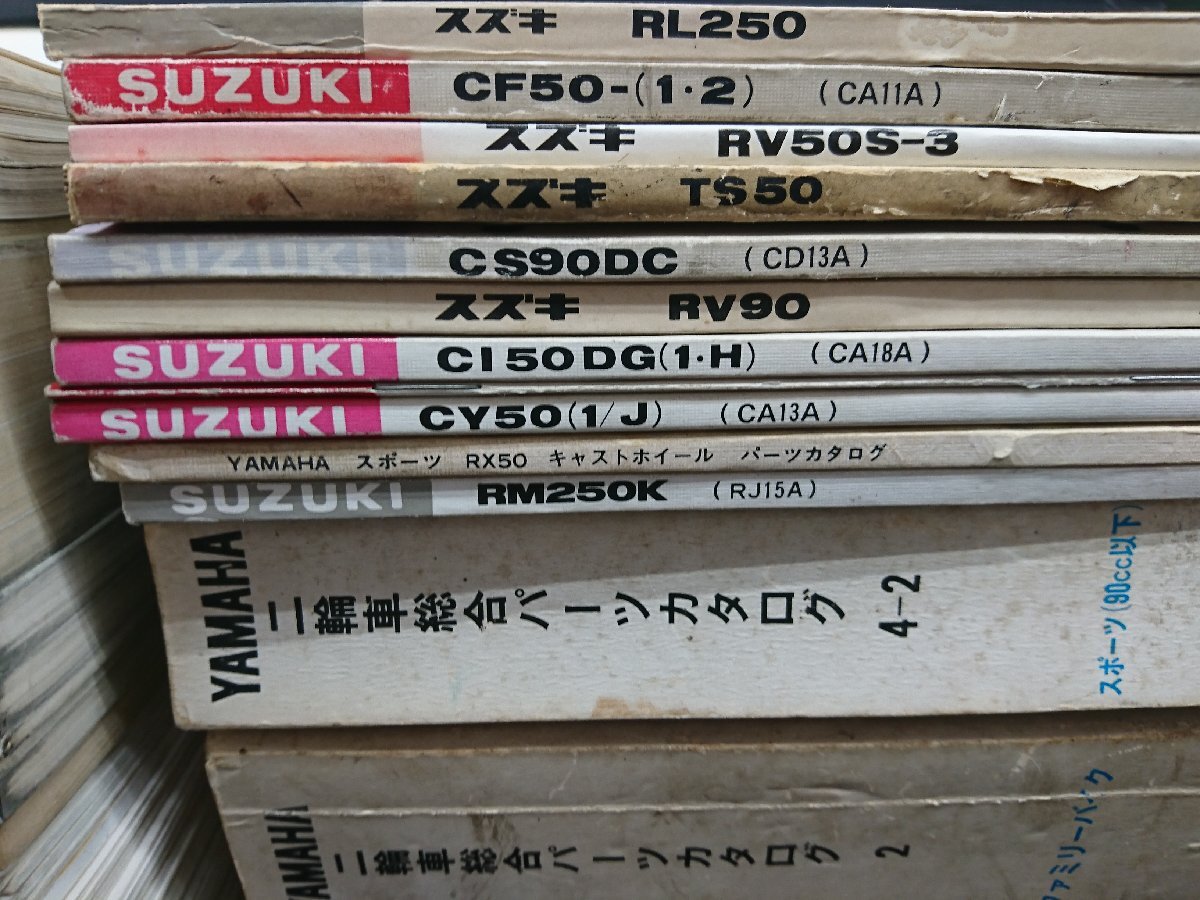 スズキ RL250
SUZUKI CF50-(1・2) (CA11A)
スズキ RV50S-3
スズキ TS50
SUZUKI CS90DC (CD13A)
スズキ RV90
SUZUKI CI50DG(1・H) (CA18A)
SUZUKI CY50(1/J) (CA13A)
YAMAHA スポーツ RX50 キャストホイール パーツカタログ
SUZUKI RM250K (RJ15A)
YAMAHA 二輪車総合パーツカタログ 4-2 スポーツ(90cc以下)
YAMAHA 二輪車総合パーツカタログ 2 ファミリーバイク